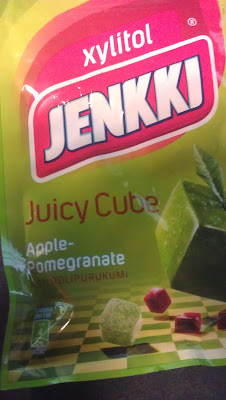 xylitol
JENKKI®
Juicy Cube
Apple-
Pomegranate